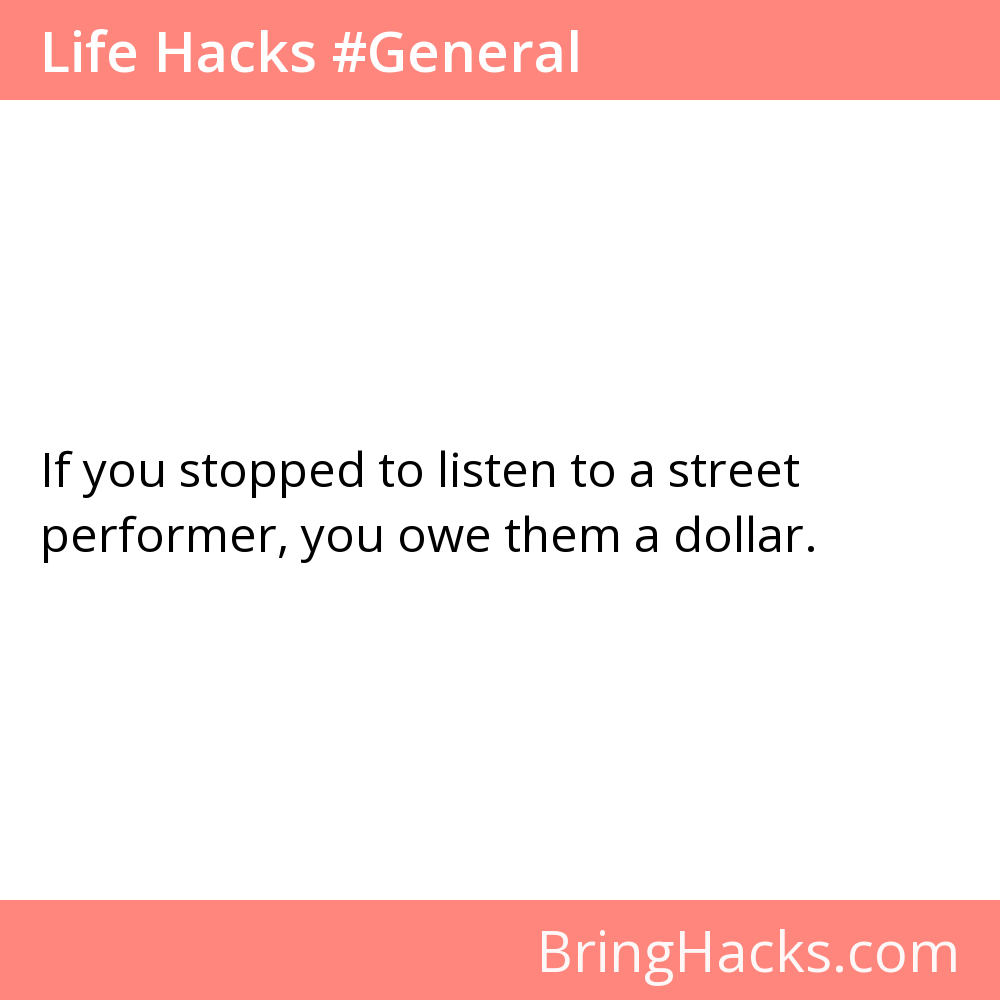 Life Hacks #General
If you stopped to listen to a street
performer, you owe them a dollar.
BringHacks.com